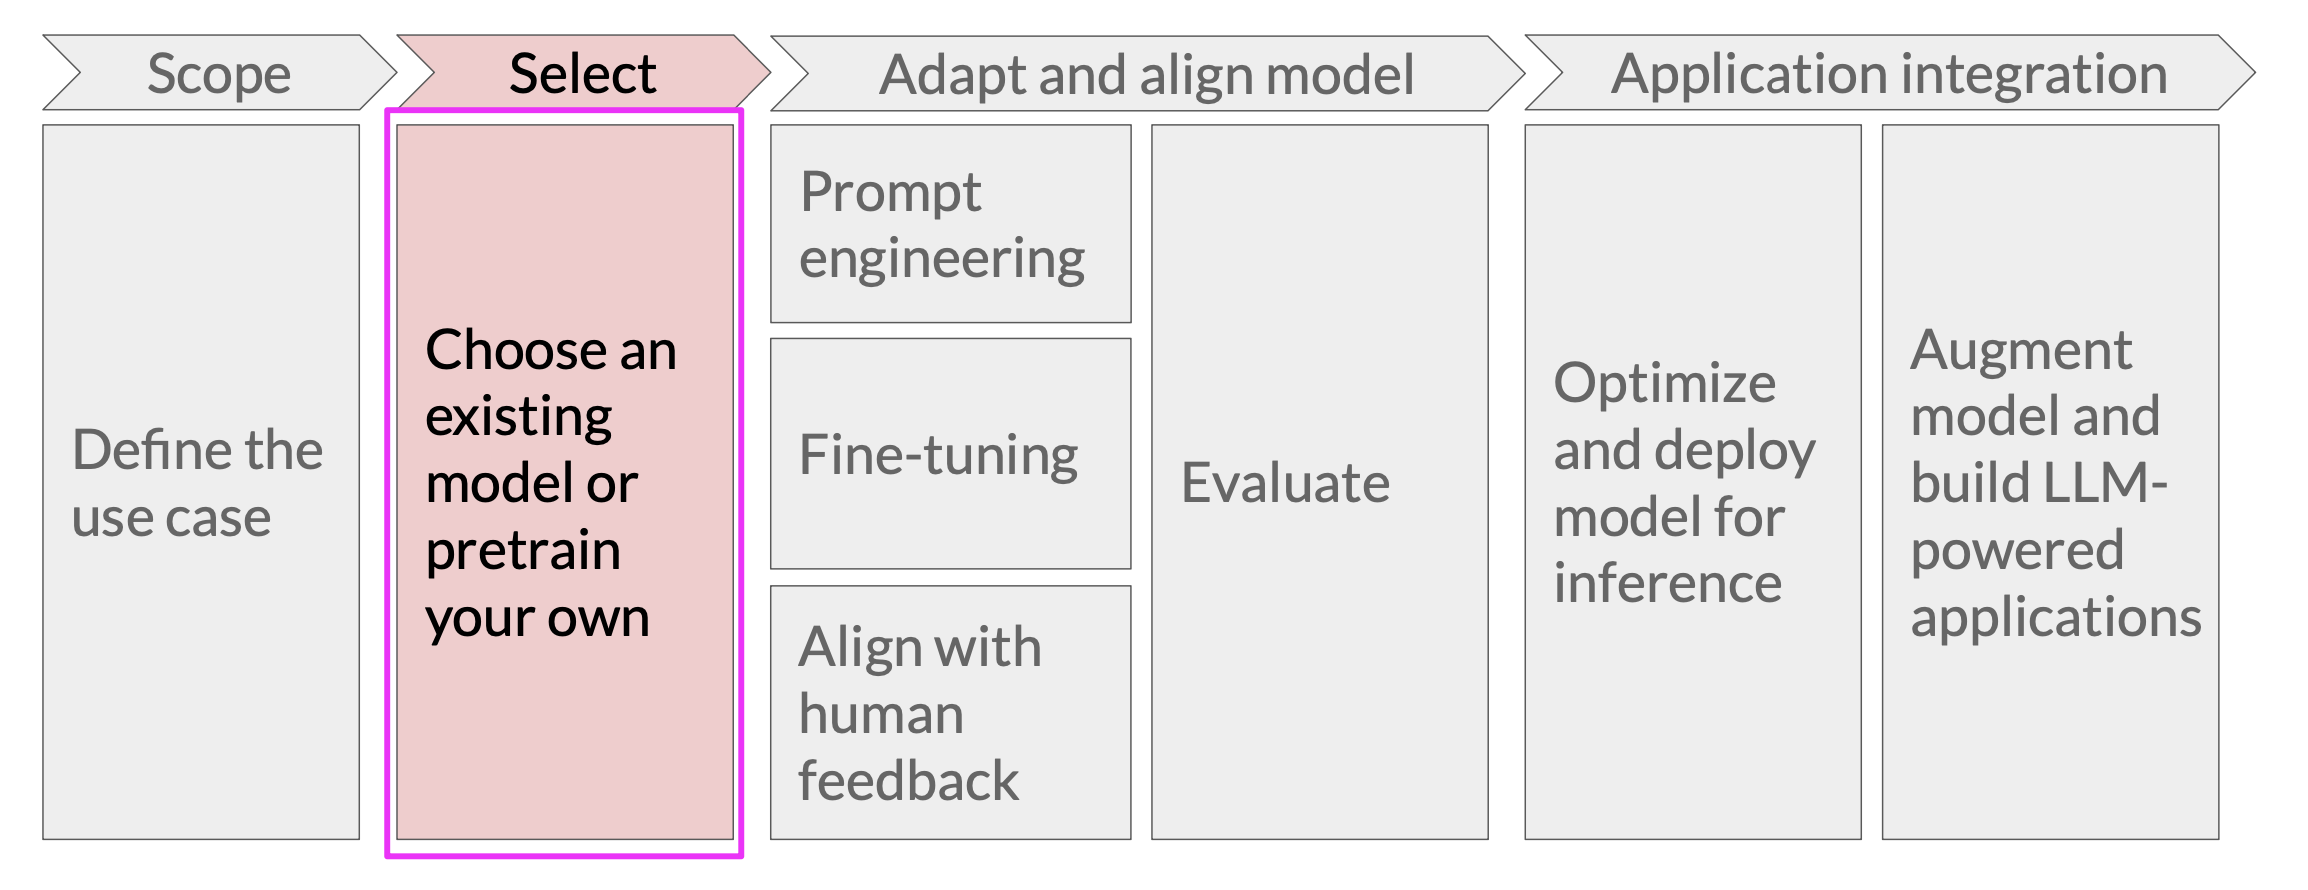 Scope
Select
Adapt and align model
Application integration
Define the
use case
Choose an
existing
model or
pretrain
your own
Prompt
engineering
Fine-tuning
Align with
human
feedback
Evaluate
Optimize
and deploy
model for
inference
Augment
model and
build LLM-
powered
applications